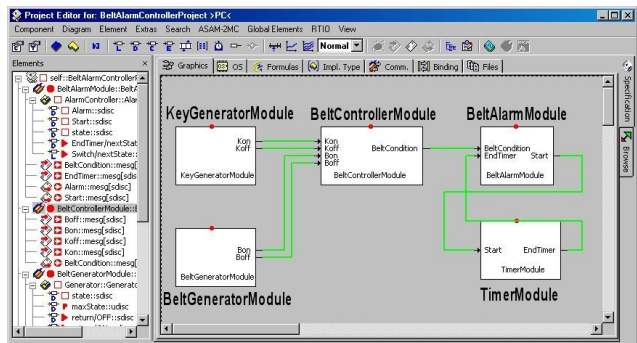 Project Editor for: BeltAlarmControllerProject >PC<
Component Diagram Element Extras Search ASAM-2MC Global Elements RTIO View
Normal
Elements
Graphics OS Formulas Impl. Type Comm. Binding Files
self::BeltAlarmControllerF
BeltAlarmModule::BeltA
AlarmController::Alar
Alarm::sdisc
Start::sdisc
state::sdisc
EndTimer/nextStat
Switch/nextState::
BeltCondition::mesg[
EndTimer::mesg[sdis
Alarm::mesg[sdisc]
Start::mesg[sdisc]
BeltControllerModule::B
Boff::mesg[sdisc]
Bon::mesg[sdisc]
Koff::mesg[sdisc]
Kon::mesg[sdisc]
BeltCondition::mesg[
BeltGeneratorModule::
Generator::Generato
state::sdisc
maxState::udisc
return/OFF::sdisc
KeyGeneratorModule BeltControllerModule BeltAlarmModule
Kon
Koff
KeyGeneratorModule
Kon
Koff
Bon
Boff
BeltCondition
BeltControllerModule
BeltCondition
EndTimer Start
BeltAlarmModule
Bon
Boff
BeltGeneratorModule
BeltGeneratorModule
Start EndTimer
TimerModule
TimerModule
Specification
Browse